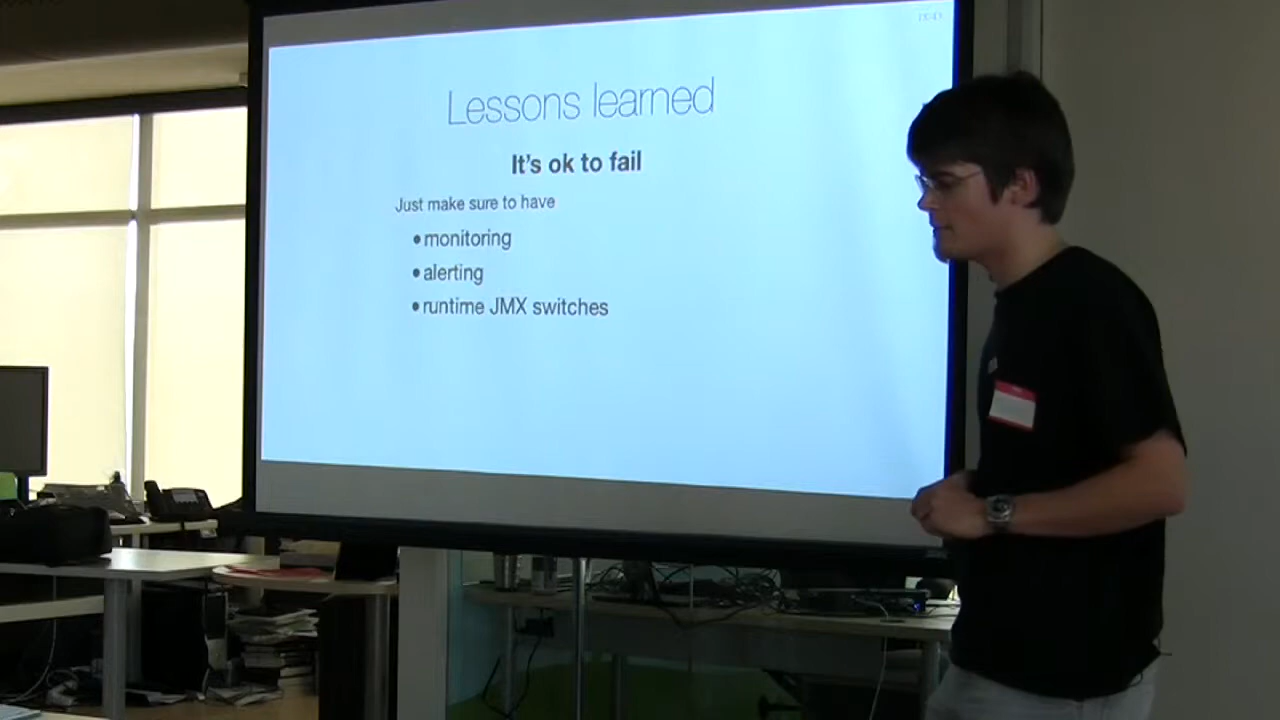 Lessons learned
It's ok to fail
Just make sure to have
• monitoring
• alerting
• runtime JMX switches